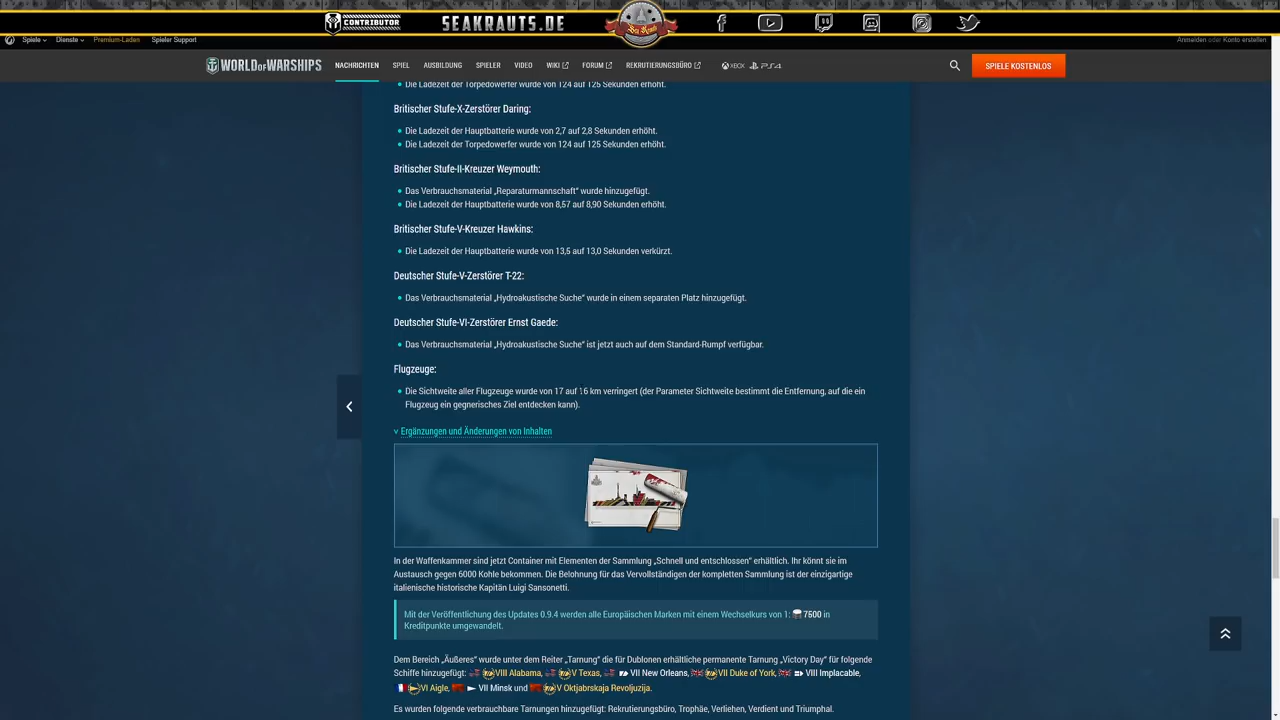 CONTRIBUTOR SEAKRAUTS.DE
Spiele Dienste Premium-Laden Spieler Support Anmelden oder Konto erstellen
WORLD OF WARSHIPS NACHRICHTEN SPIEL AUSBILDUNG SPIELER VIDEO WIKI FORUM REKRUTIERUNGSBÜRO XBOX PS4 SPIELE KOSTENLOS
Die Ladezeit der Torpedowerfer wurde von 124 auf 125 Sekunden erhöht.
Britischer Stufe-X-Zerstörer Daring:
Die Ladezeit der Hauptbatterie wurde von 2,7 auf 2,8 Sekunden erhöht.
Die Ladezeit der Torpedowerfer wurde von 124 auf 125 Sekunden erhöht.
Britischer Stufe-II-Kreuzer Weymouth:
Das Verbrauchsmaterial „Reparaturmannschaft“ wurde hinzugefügt.
Die Ladezeit der Hauptbatterie wurde von 8,57 auf 8,90 Sekunden erhöht.
Britischer Stufe-V-Kreuzer Hawkins:
Die Ladezeit der Hauptbatterie wurde von 13,5 auf 13,0 Sekunden verkürzt.
Deutscher Stufe-V-Zerstörer T-22:
Das Verbrauchsmaterial „Hydroakustische Suche“ wurde in einem separaten Platz hinzugefügt.
Deutscher Stufe-VI-Zerstörer Ernst Gaede:
Das Verbrauchsmaterial „Hydroakustische Suche“ ist jetzt auch auf dem Standard-Rumpf verfügbar.
Flugzeuge:
Die Sichtweite aller Flugzeuge wurde von 17 auf 16 km verringert (der Parameter Sichtweite bestimmt die Entfernung, auf die ein
Flugzeug ein gegnerisches Ziel entdecken kann).
Ergänzungen und Änderungen von Inhalten
In der Waffenkammer sind jetzt Container mit Elementen der Sammlung „Schnell und entschlossen“ erhältlich. Ihr könnt sie im
Austausch gegen 6000 Kohle bekommen. Die Belohnung für das Vervollständigen der kompletten Sammlung ist der einzigartige
italienische historische Kapitän Luigi Sansonetti.
Mit der Veröffentlichung des Updates 0.9.4 werden alle Europäischen Marken mit einem Wechselkurs von 1: 7500 in
Kreditpunkte umgewandelt.
Dem Bereich „Äußeres“ wurde unter dem Reiter „Tarnung“ die für Dublonen erhältliche permanente Tarnung „Victory Day“ für folgende
Schiffe hinzugefügt: VIII Alabama, V Texas, VII New Orleans, VII Duke of York, VIII Implacable,
VI Aigle, VII Minsk und V Oktjabrskaja Revoljuzija.
Es wurden folgende verbrauchbare Tarnungen hinzugefügt: Rekrutierungsbüro, Trophäe, Verliehen, Verdient und Triumphal.